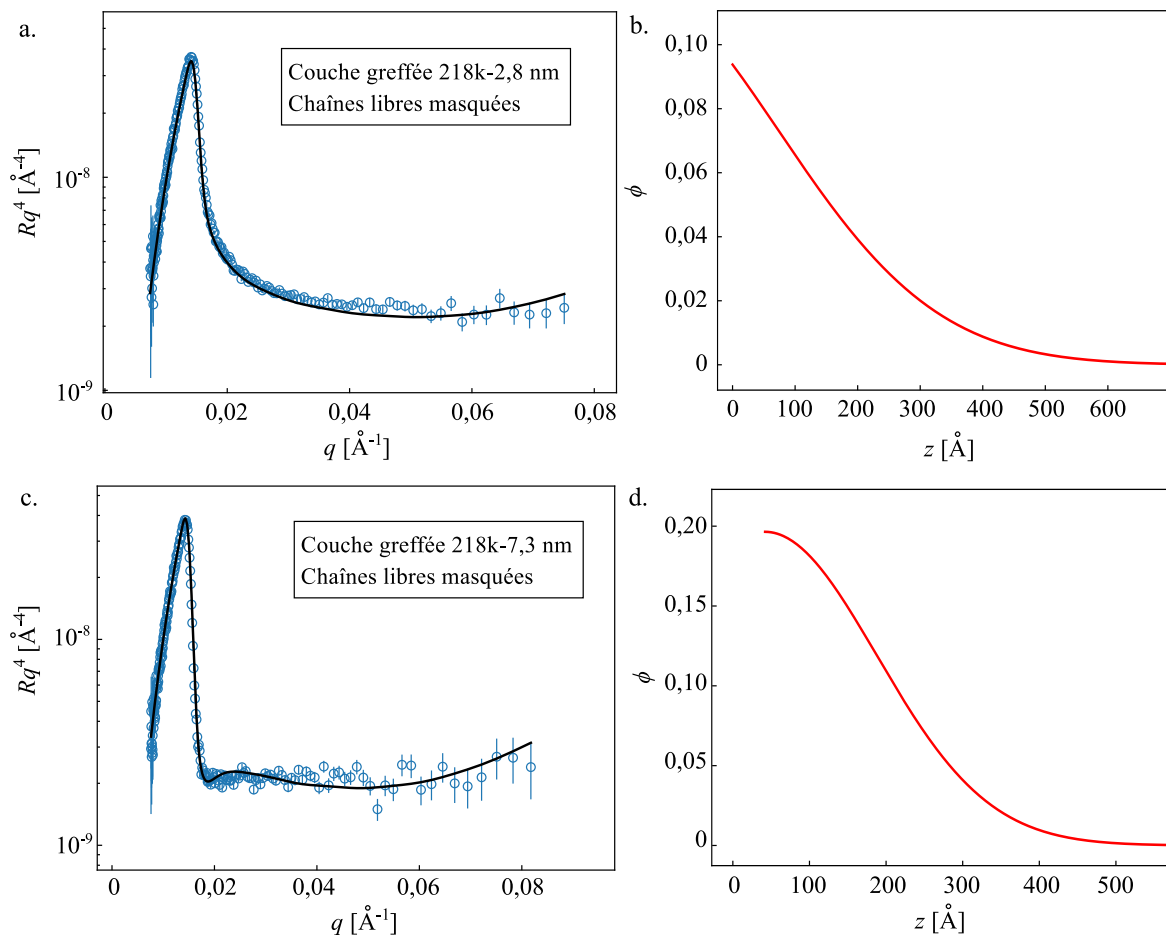 a.
Couche greffée 218k-2,8 nm
Chaînes libres masquées
10⁻⁸
10⁻⁹
Rq⁴ [Å⁻⁴]
0 0,02 0,04 0,06 0,08
q [Å⁻¹]
b.
0,10
0,08
0,06
0,04
0,02
0
ϕ
0 100 200 300 400 500 600
z [Å]
c.
Couche greffée 218k-7,3 nm
Chaînes libres masquées
10⁻⁸
10⁻⁹
Rq⁴ [Å⁻⁴]
0 0,02 0,04 0,06 0,08
q [Å⁻¹]
d.
0,20
0,15
0,10
0,05
0
ϕ
0 100 200 300 400 500
z [Å]